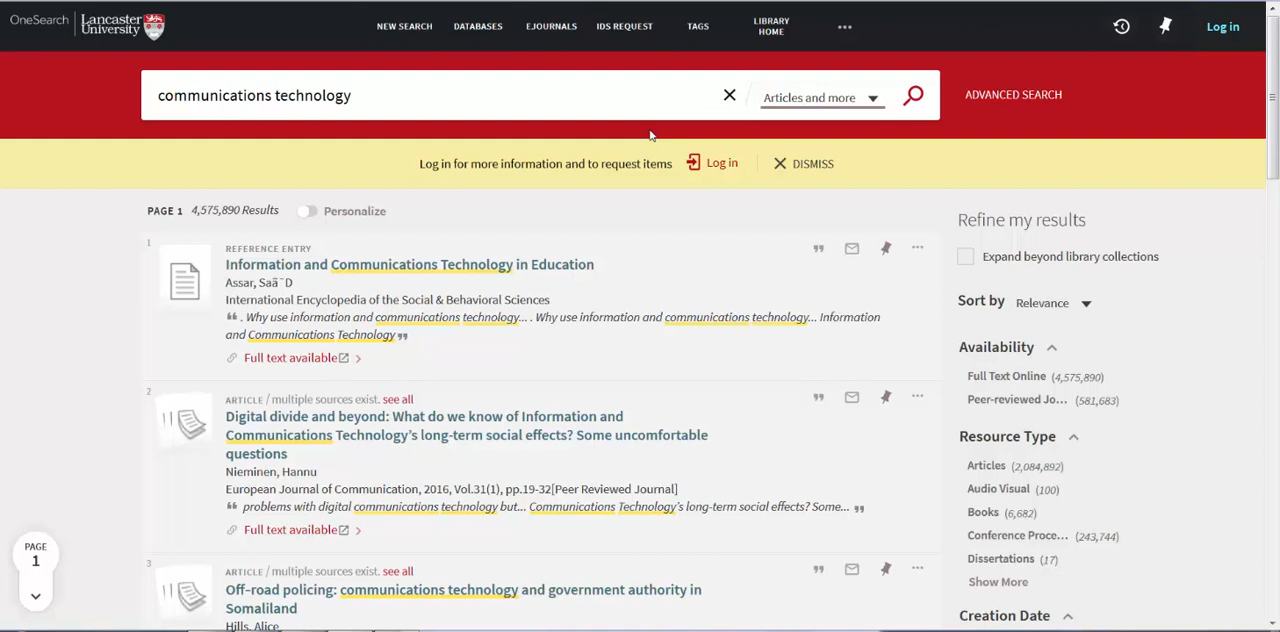 OneSearch
Lancaster
University
NEW SEARCH
DATABASES
EJOURNALS
IDS REQUEST
TAGS
LIBRARY
HOME
Log in
communications technology
Articles and more
ADVANCED SEARCH
Log in for more information and to request items
Log in
DISMISS
PAGE 1 4,575,890 Results
Personalize
1
REFERENCE ENTRY
Information and Communications Technology in Education
Assar, Saã¯D
International Encyclopedia of the Social & Behavioral Sciences
❝ . Why use information and communications technology... . Why use information and communications technology... Information
and Communications Technology ❞
Full text available
2
ARTICLE / multiple sources exist. see all
Digital divide and beyond: What do we know of Information and
Communications Technology's long-term social effects? Some uncomfortable
questions
Nieminen, Hannu
European Journal of Communication, 2016, Vol.31(1), pp.19-32[Peer Reviewed Journal]
❝ problems with digital communications technology but... Communications Technology's long-term social effects? Some... ❞
Full text available
3
ARTICLE / multiple sources exist. see all
Off-road policing: communications technology and government authority in
Somaliland
Hills, Alice
Refine my results
Expand beyond library collections
Sort by Relevance
Availability
Full Text Online (4,575,890)
Peer-reviewed Jo... (581,683)
Resource Type
Articles (2,084,892)
Audio Visual (100)
Books (6,682)
Conference Proce... (243,744)
Dissertations (17)
Show More
Creation Date
PAGE
1